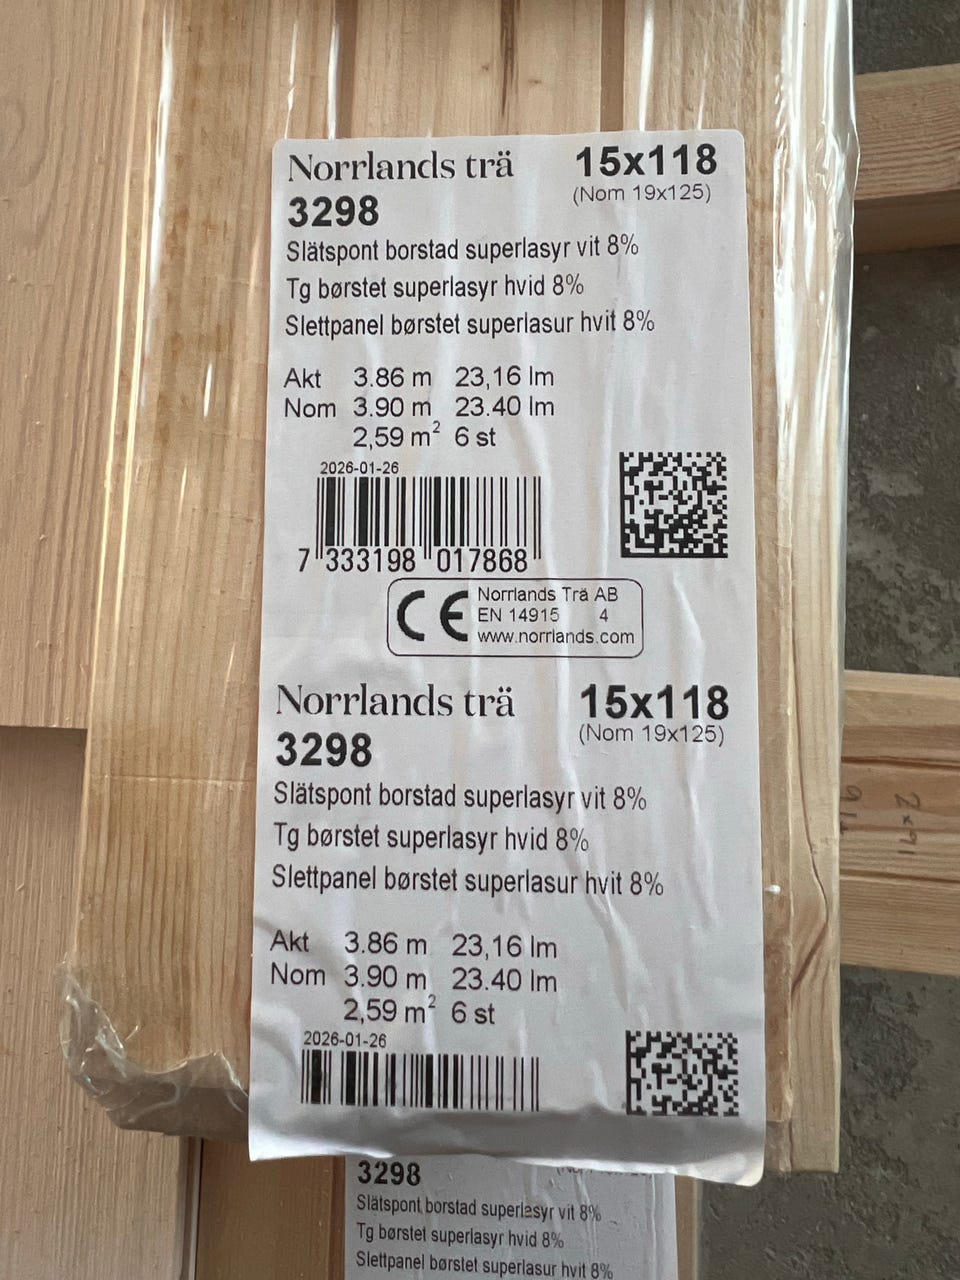 Norrlands trä 15x118
3298 (Nom 19x125)
Slätspont borstad superlasyr vit 8%
Tg børstet superlasyr hvid 8%
Slettpanel børstet superlasur hvit 8%
Akt 3.86 m 23,16 lm
Nom 3.90 m 23.40 lm
2,59 m² 6 st
2026-01-26
7 333198 017868
CE Norrlands Trä AB
EN 14915 4
www.norrlands.com
Norrlands trä 15x118
3298 (Nom 19x125)
Slätspont borstad superlasyr vit 8%
Tg børstet superlasyr hvid 8%
Slettpanel børstet superlasur hvit 8%
Akt 3.86 m 23,16 lm
Nom 3.90 m 23.40 lm
2,59 m² 6 st
2026-01-26
3298
Slätspont borstad superlasyr vit 8%
Tg børstet superlasyr hvid 8%
Slettpanel børstet superlasur hvit 8%